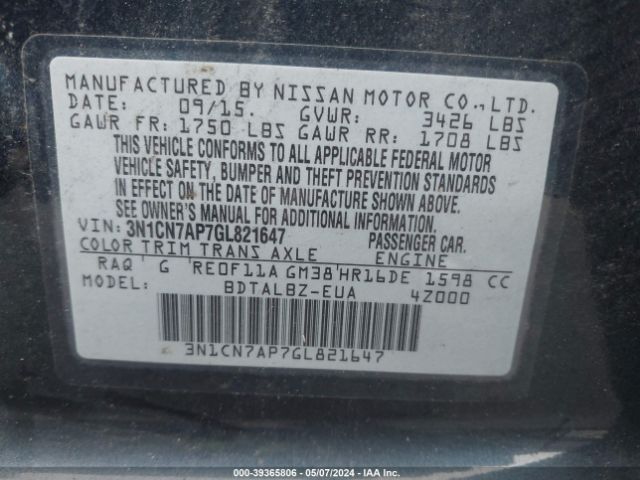 MANUFACTURED BY NISSAN MOTOR CO., LTD.
DATE: 09/15. GVWR: 3426 LBS
GAWR FR: 1750 LBS GAWR RR: 1708 LBS
THIS VEHICLE CONFORMS TO ALL APPLICABLE FEDERAL MOTOR
VEHICLE SAFETY, BUMPER AND THEFT PREVENTION STANDARDS
IN EFFECT ON THE DATE OF MANUFACTURE SHOWN ABOVE.
SEE OWNER'S MANUAL FOR ADDITIONAL INFORMATION.
VIN: 3N1CN7AP7GL821647 PASSENGER CAR.
COLOR TRIM TRANS AXLE ENGINE
RAQ' G RE0F11A GM38'HR16DE 1598 CC
MODEL: BDTALBZ-EUA 4Z000
3N1CN7AP7GL821647
000-39365806 - 05/07/2024 - IAA Inc.